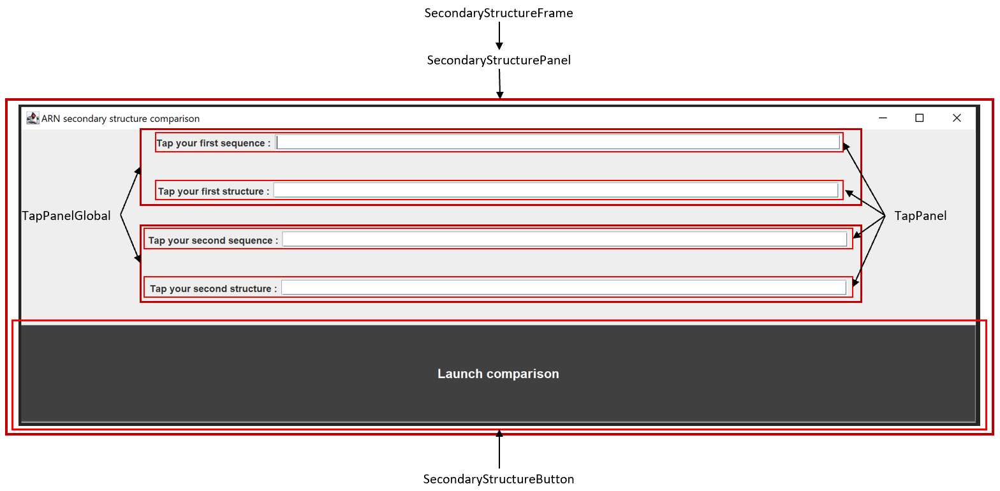 SecondaryStructureFrame
SecondaryStructurePanel
ARN secondary structure comparison
Tap your first sequence :
Tap your first structure :
TapPanelGlobal
TapPanel
Tap your second sequence :
Tap your second structure :
Launch comparison
SecondaryStructureButton